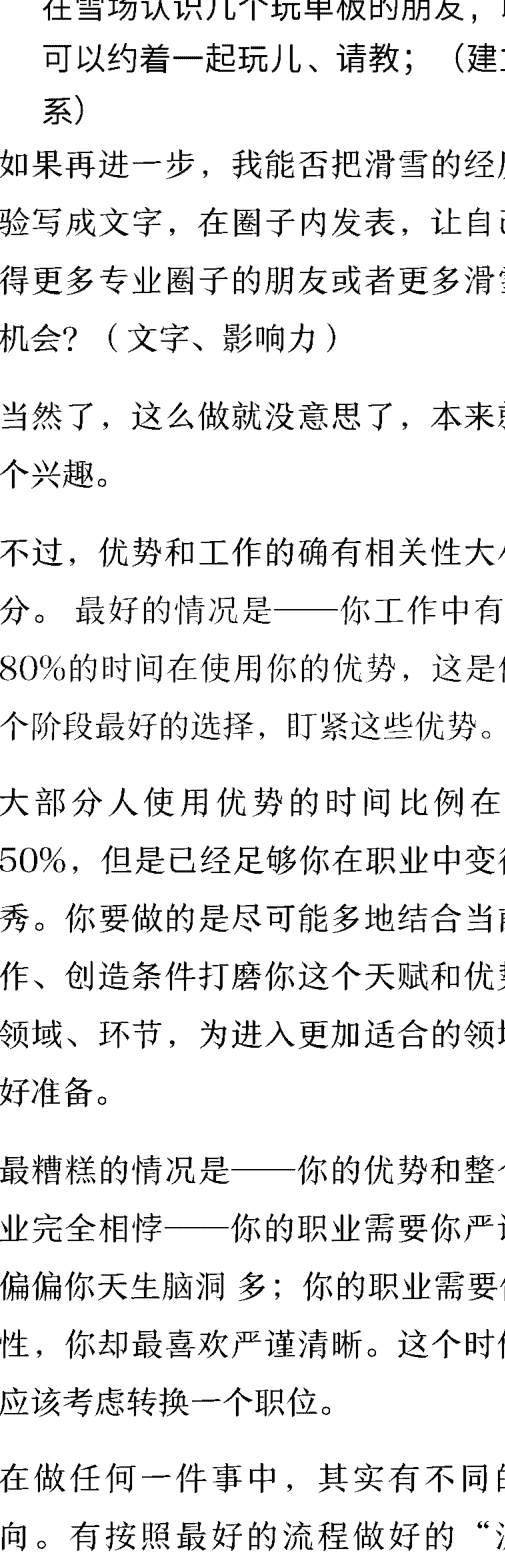 在雪场认识几个玩单板的朋友，
可以约着一起玩儿、请教；（建
系）
如果再进一步，我能否把滑雪的经
验写成文字，在圈子内发表，让自
得更多专业圈子的朋友或者更多滑
机会？（文字、影响力）
当然了，这么做就没意思了，本来
个兴趣。
不过，优势和工作的确有相关性大
分。 最好的情况是——你工作中有
80%的时间在使用你的优势，这是
个阶段最好的选择，盯紧这些优势。
大部分人使用优势的时间比例在
50%，但是已经足够你在职业中变
秀。你要做的是尽可能多地结合当
作、创造条件打磨你这个天赋和优
领域、环节，为进入更加适合的领
好准备。
最糟糕的情况是——你的优势和整
业完全相悖——你的职业需要你严
偏偏你天生脑洞 多；你的职业需要
性，你却最喜欢严谨清晰。这个时
应该考虑转换一个职位。
在做任何一件事中，其实有不同
向。有按照最好的流程做好的“